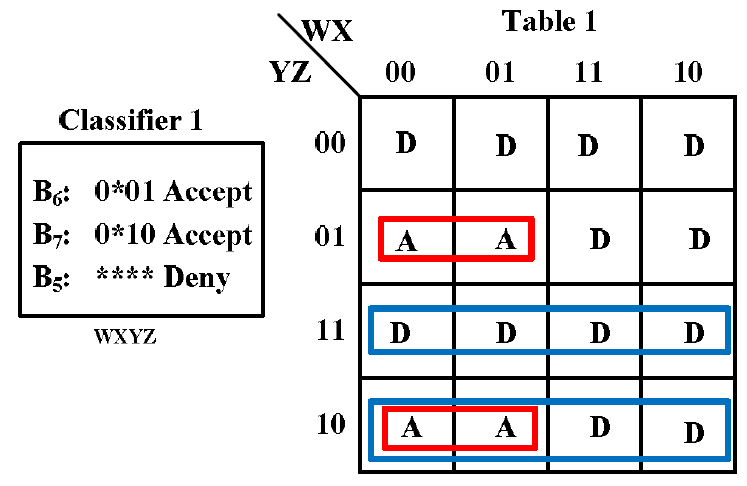 WX
Table 1
YZ
00 01 11 10
Classifier 1
B₆: 0*01 Accept
B₇: 0*10 Accept
B₅: **** Deny
WXYZ
00 D D D D
01 A A D D
11 D D D D
10 A A D D